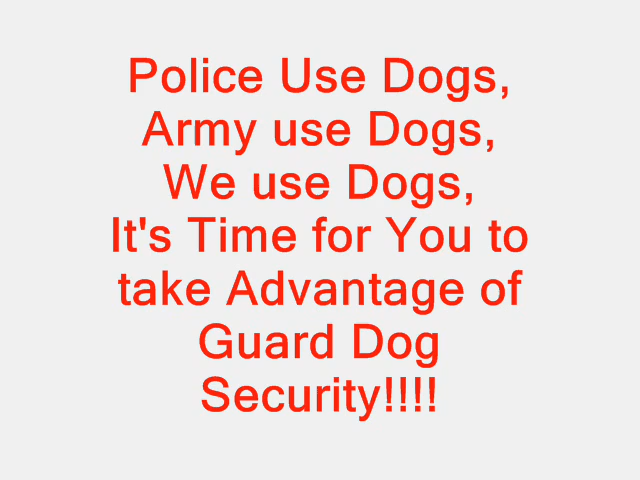 Police Use Dogs,
Army use Dogs,
We use Dogs,
It's Time for You to
take Advantage of
Guard Dog
Security!!!!